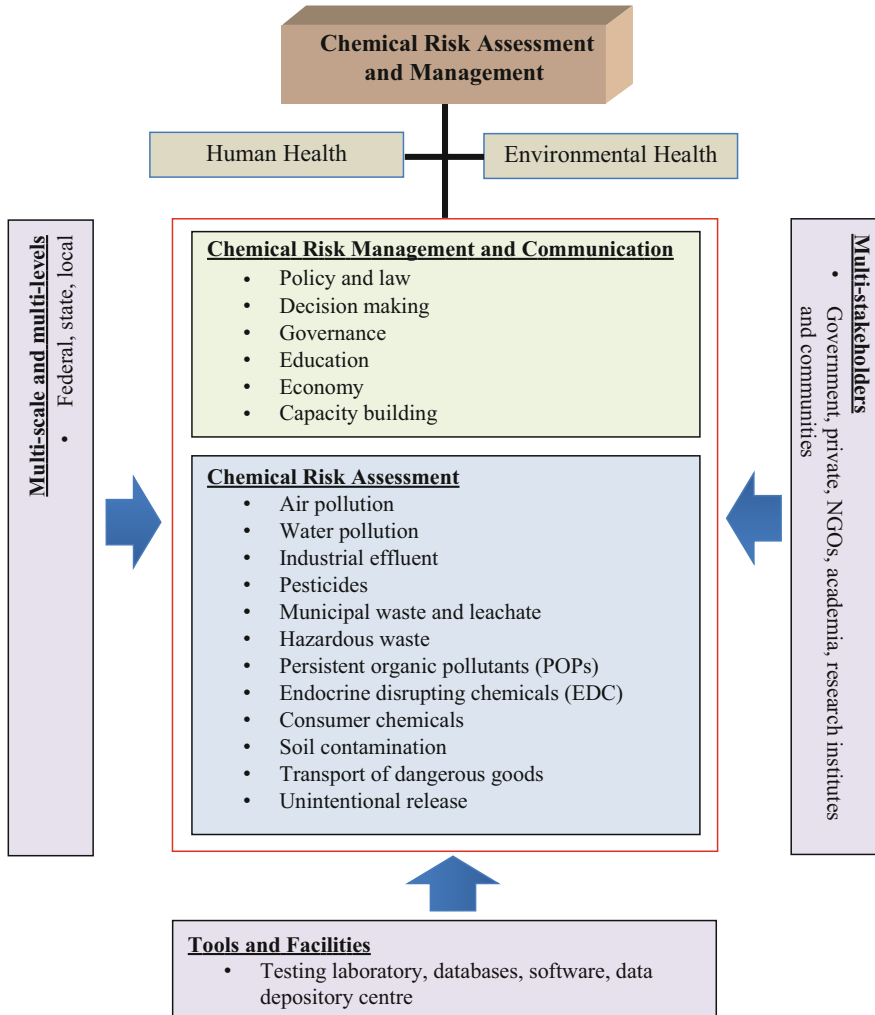 Chemical Risk Assessment
and Management
Human Health
Environmental Health
Multi-scale and multi-levels
• Federal, state, local
Chemical Risk Management and Communication
• Policy and law
• Decision making
• Governance
• Education
• Economy
• Capacity building
Chemical Risk Assessment
• Air pollution
• Water pollution
• Industrial effluent
• Pesticides
• Municipal waste and leachate
• Hazardous waste
• Persistent organic pollutants (POPs)
• Endocrine disrupting chemicals (EDC)
• Consumer chemicals
• Soil contamination
• Transport of dangerous goods
• Unintentional release
Multi-stakeholders
• Government, private, NGOs, academia, research institutes
and communities
Tools and Facilities
• Testing laboratory, databases, software, data
depository centre